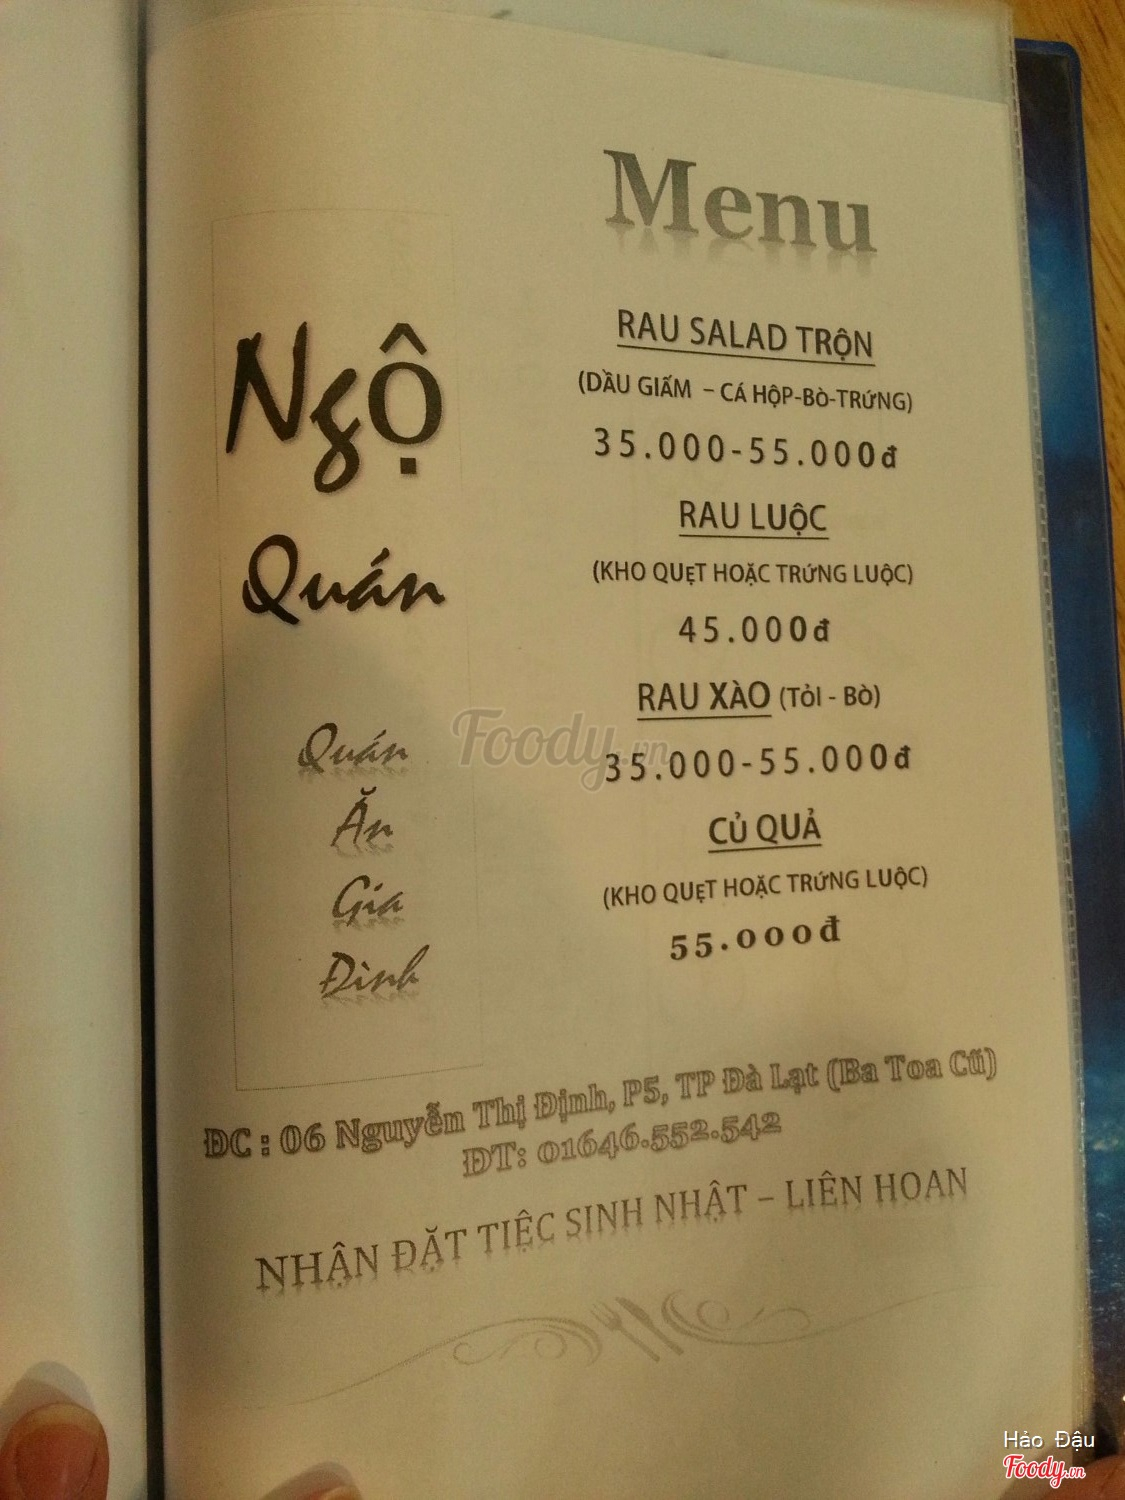 Menu
Ngộ
Quán
Quán
Ăn
Gia
Đình
RAU SALAD TRỘN
(DẦU GIẤM – CÁ HỘP-BÒ-TRỨNG)
35.000-55.000đ
RAU LUỘC
(KHO QUẸT HOẶC TRỨNG LUỘC)
45.000đ
RAU XÀO (TỎI - BÒ)
35.000-55.000đ
CỦ QUẢ
(KHO QUẸT HOẶC TRỨNG LUỘC)
55.000đ
ĐC : 06 Nguyễn Thị Định, P5, TP Đà Lạt (Ba Toa Cũ)
ĐT: 01646.552.542
NHẬN ĐẶT TIỆC SINH NHẬT – LIÊN HOAN
Foody.vn
Hảo Đậu
Foody.vn